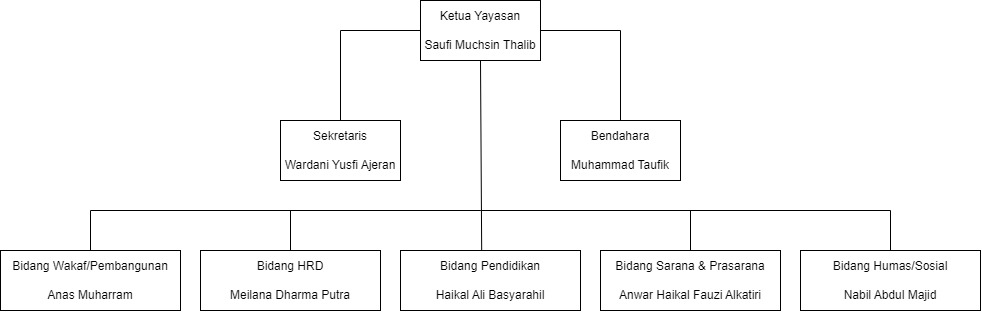 Ketua Yayasan
Saufi Muchsin Thalib
Sekretaris
Wardani Yusfi Ajeran
Bendahara
Muhammad Taufik
Bidang Wakaf/Pembangunan
Anas Muharram
Bidang HRD
Meilana Dharma Putra
Bidang Pendidikan
Haikal Ali Basyarahil
Bidang Sarana & Prasarana
Anwar Haikal Fauzi Alkatiri
Bidang Humas/Sosial
Nabil Abdul Majid